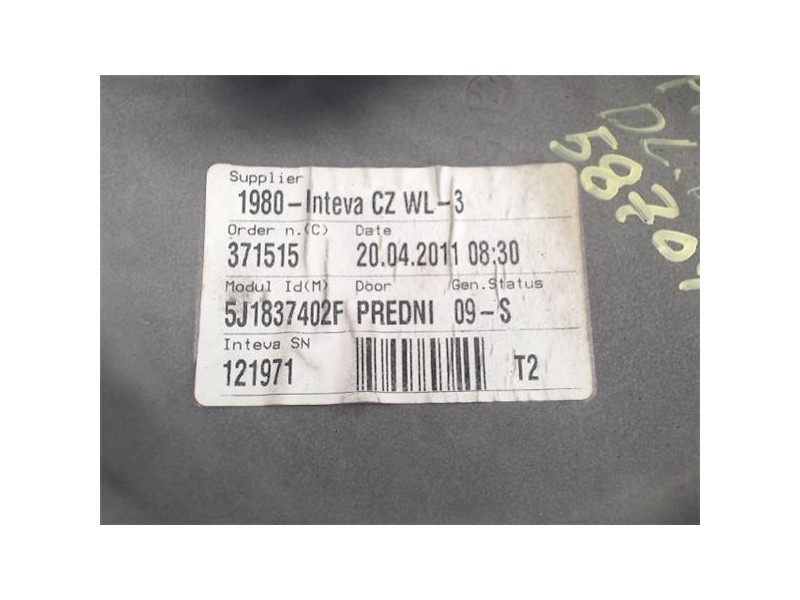 Supplier
1980-Inteva CZ WL-3
Order n.(C) Date
371515 20.04.2011 08:30
Modul Id(M) Door Gen.Status
5J1837402F PREDNI 09-S
Inteva SN
121971 T2